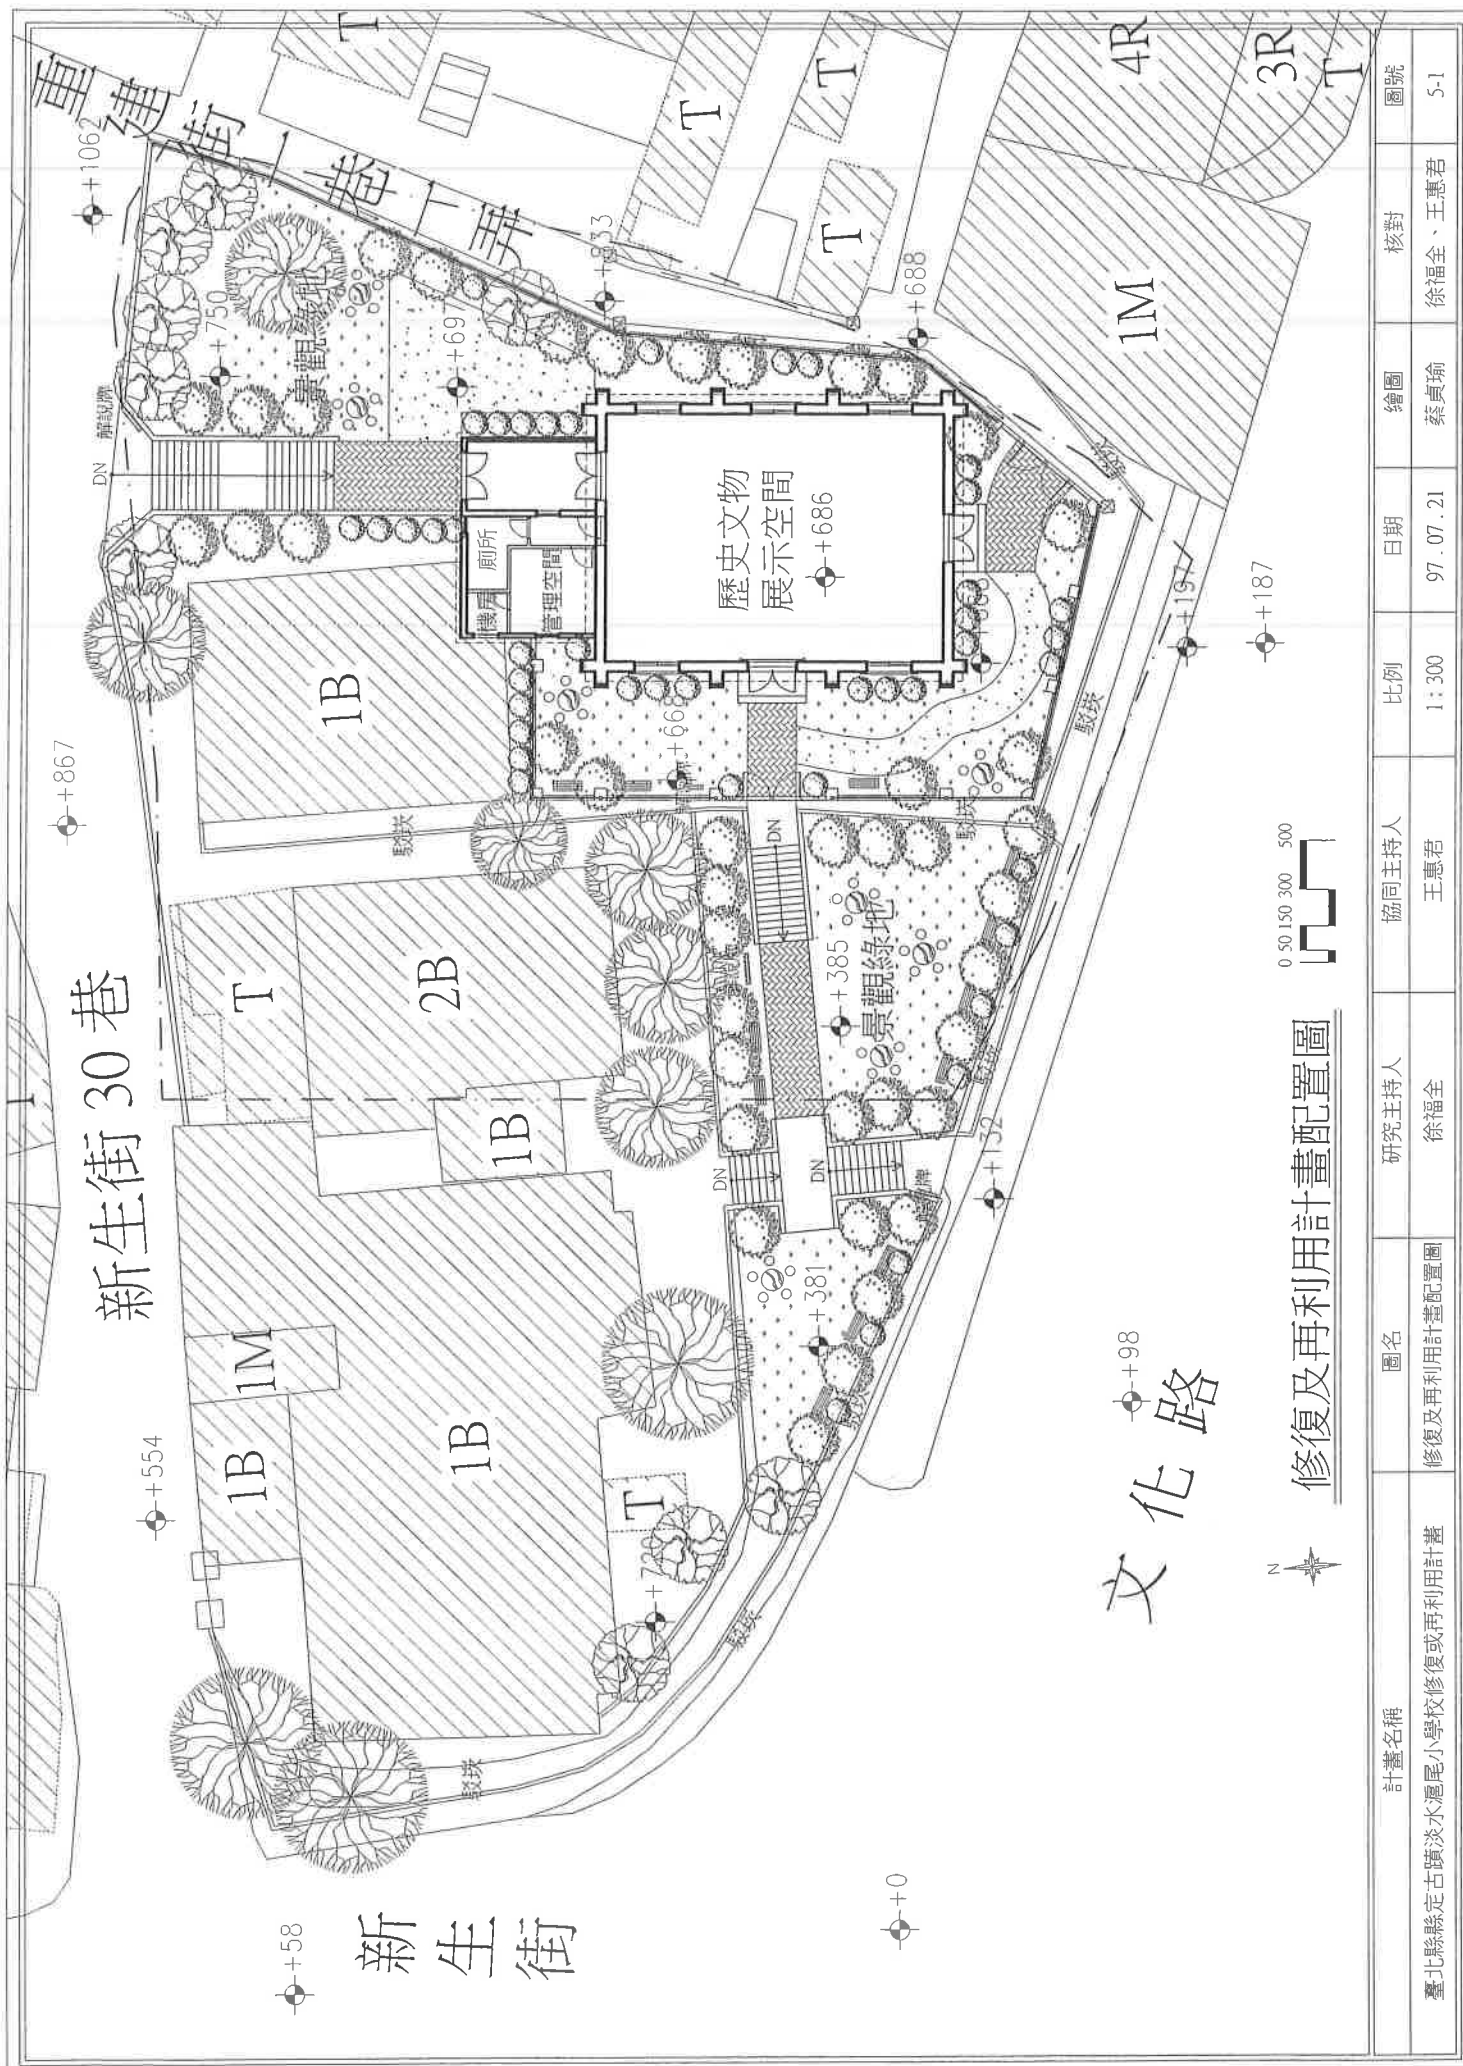 新生街30巷
重建街一巷十弄
新生街
文化路
+1062
+867
+554
+58
+0
+750
+69
+833
+688
+686
+385
+381
+132
+98
+197
+187
解說牌
DN
景觀綠地
廁所
機房
管理空間
歷史文物
展示空間
駁崁
駁崁
駁崁
駁崁
駁崁
DN
DN
DN
景觀綠地
1B
2B
1B
T
1M
1B
1B
T
T
T
T
T
1M
4R
3R
T
0 50 150 300 500
N
修復及再利用計畫配置圖
計畫名稱
臺北縣縣定古蹟淡水滬尾小學校修復或再利用計畫
圖名
修復及再利用計畫配置圖
研究主持人
徐福全
協同主持人
王惠君
比例
1:300
日期
97.07.21
繪圖
蔡貞瑜
核對
徐福全、王惠君
圖號
5-1